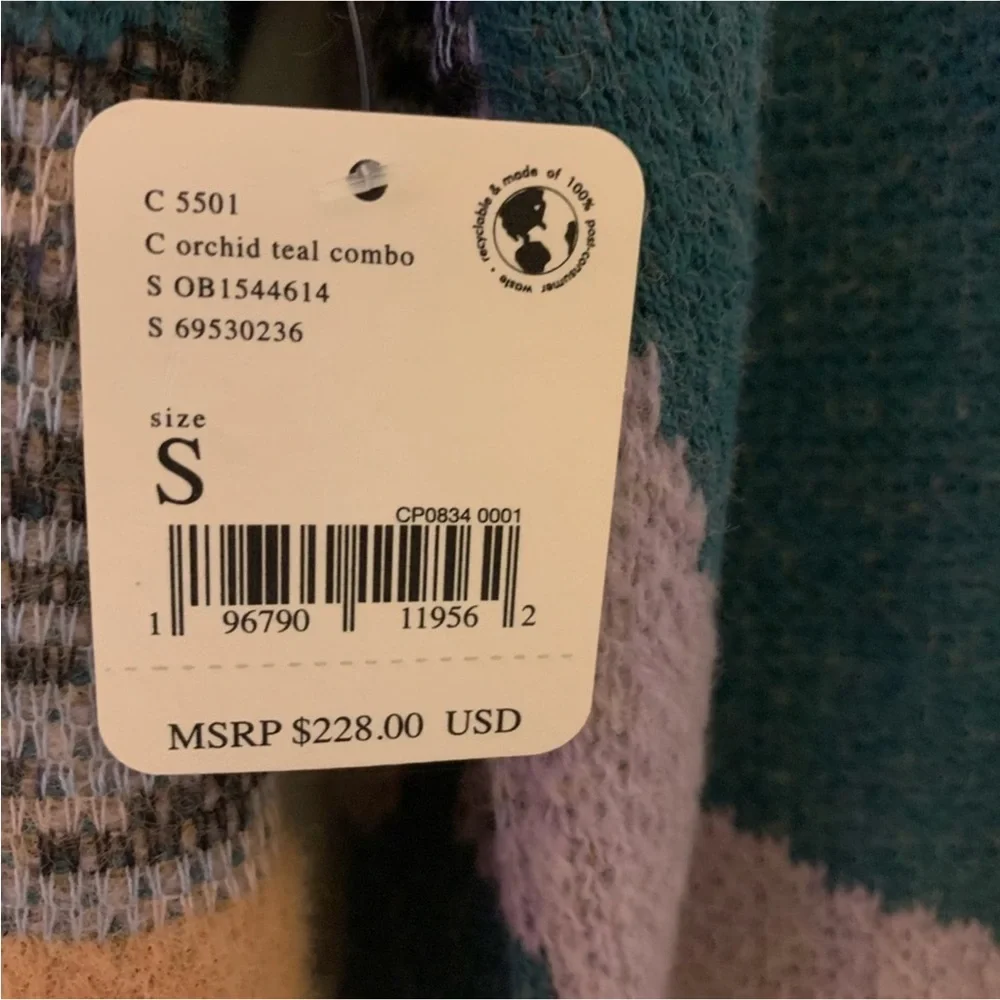 C 5501
C orchid teal combo
S OB1544614
S 69530236
recyclable & made of 100% post-consumer waste •
size
S
CP0834 0001
1 96790 11956 2
MSRP $228.00 USD